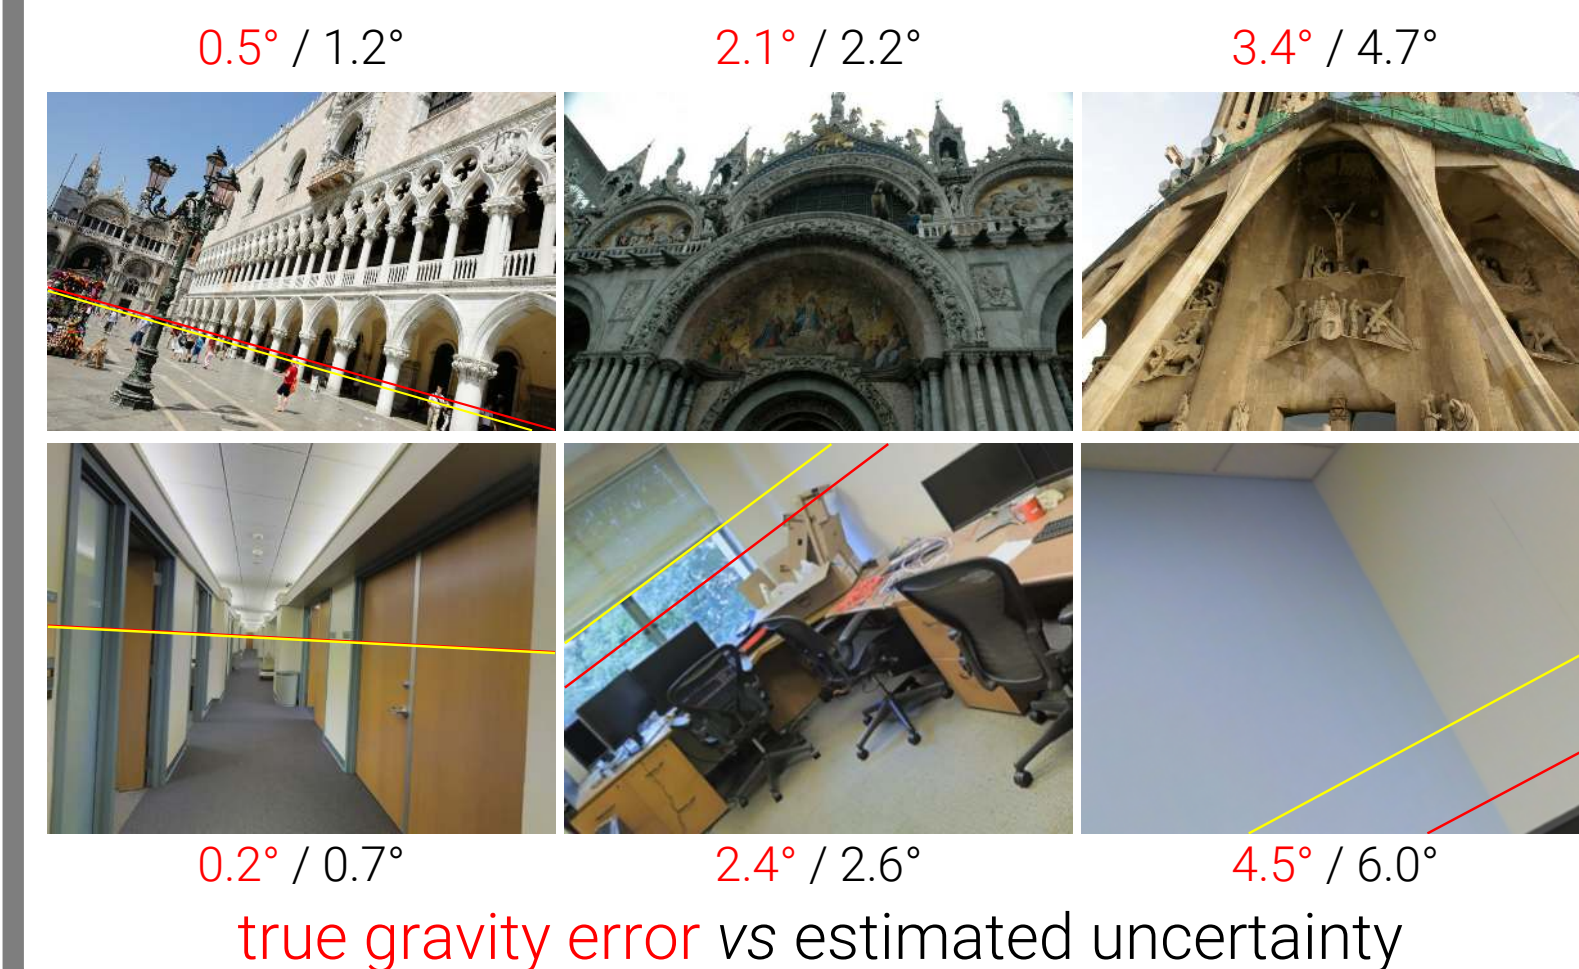 0.5° / 1.2°
2.1° / 2.2°
3.4° / 4.7°
0.2° / 0.7°
2.4° / 2.6°
4.5° / 6.0°
true gravity error vs estimated uncertainty